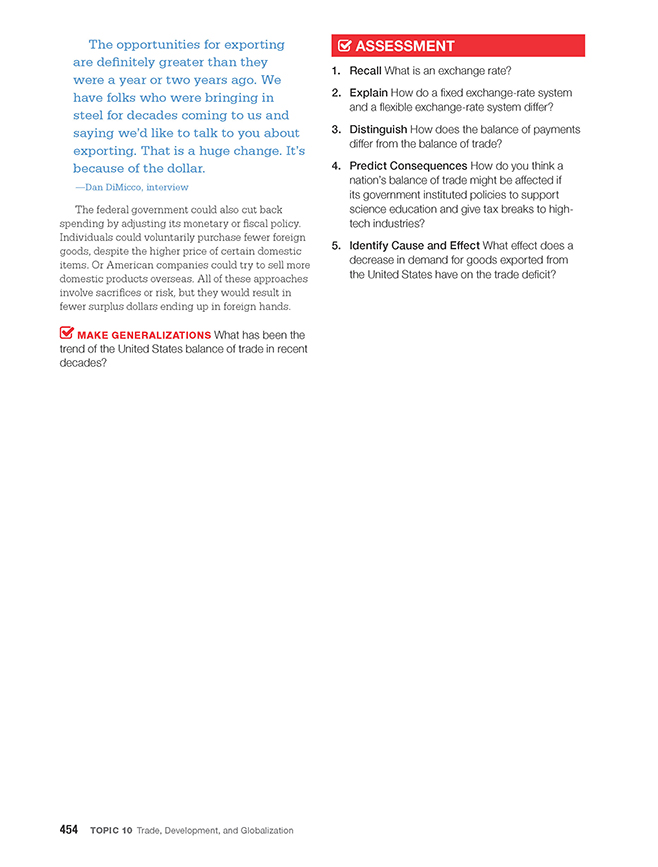 The opportunities for exporting
are definitely greater than they
were a year or two years ago. We
have folks who were bringing in
steel for decades coming to us and
saying we'd like to talk to you about
exporting. That is a huge change. It's
because of the dollar.
—Dan DiMicco, interview
The federal government could also cut back
spending by adjusting its monetary or fiscal policy.
Individuals could voluntarily purchase fewer foreign
goods, despite the higher price of certain domestic
items. Or American companies could try to sell more
domestic products overseas. All of these approaches
involve sacrifices or risk, but they would result in
fewer surplus dollars ending up in foreign hands.
MAKE GENERALIZATIONS What has been the
trend of the United States balance of trade in recent
decades?
ASSESSMENT
1. Recall What is an exchange rate?
2. Explain How do a fixed exchange-rate system
and a flexible exchange-rate system differ?
3. Distinguish How does the balance of payments
differ from the balance of trade?
4. Predict Consequences How do you think a
nation's balance of trade might be affected if
its government instituted policies to support
science education and give tax breaks to high-
tech industries?
5. Identify Cause and Effect What effect does a
decrease in demand for goods exported from
the United States have on the trade deficit?
454 TOPIC 10 Trade, Development, and Globalization